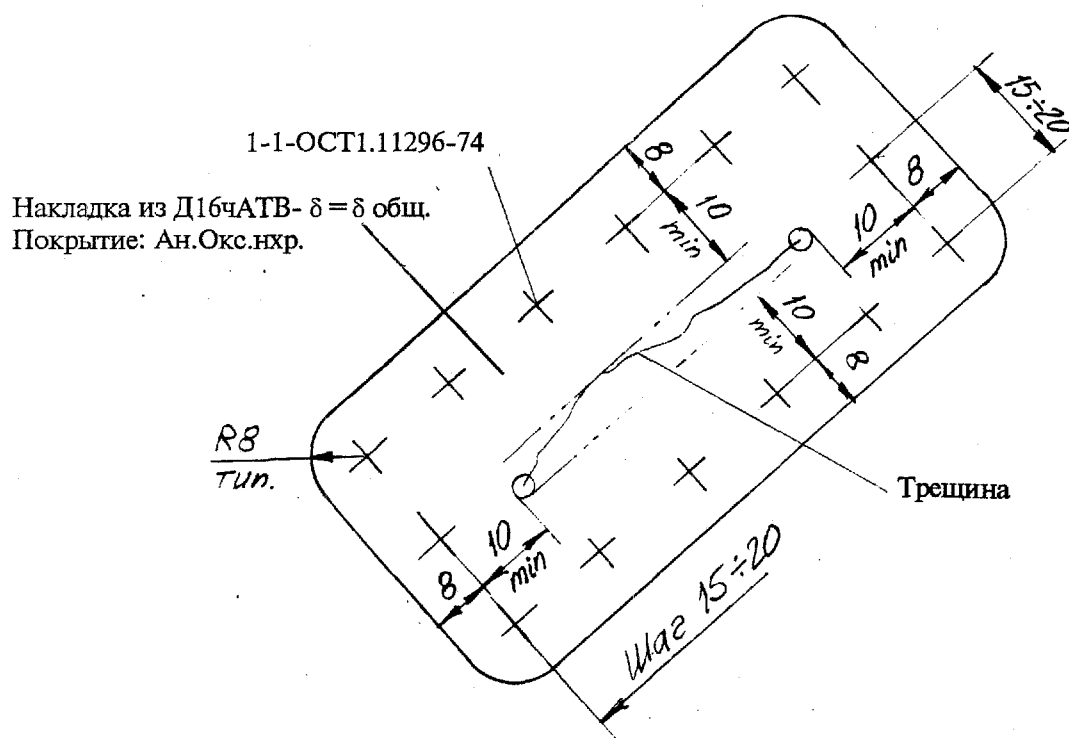 15÷20
1-1-ОСТ1.11296-74
8
8
Накладка из Д16чАТВ- δ = δ общ.
Покрытие: Ан.Окс.нхр.
10
min
10
min
10
min
8
R8
тип.
Трещина
10
min
8
Шаг 15÷20